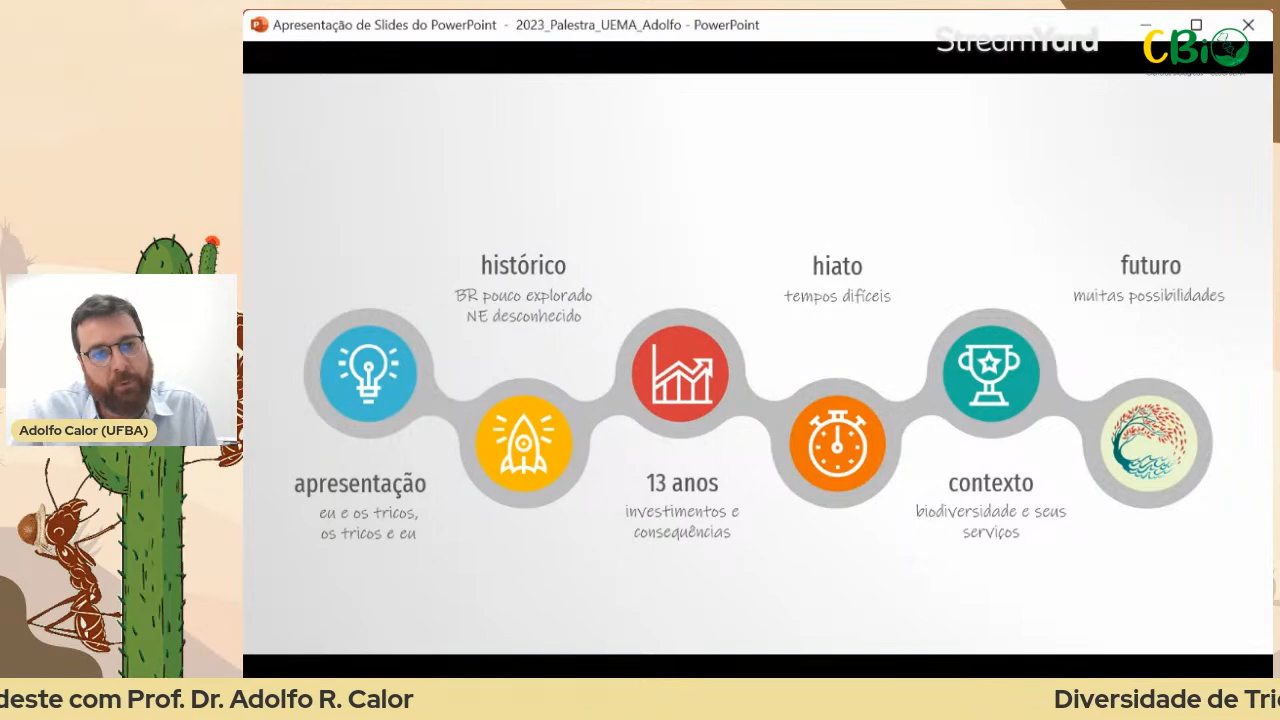 Apresentação de Slides do PowerPoint - 2023_Palestra_UEMA_Adolfo - PowerPoint
StreamYard
CBiO
histórico
BR pouco explorado
NE desconhecido
hiato
tempos difíceis
futuro
muitas possibilidades
Adolfo Calor (UFBA)
apresentação
eu e os tricos,
os tricos e eu
13 anos
investimentos e
consequências
contexto
biodiversidade e seus
serviços
deste com Prof. Dr. Adolfo R. Calor
Diversidade de Tri